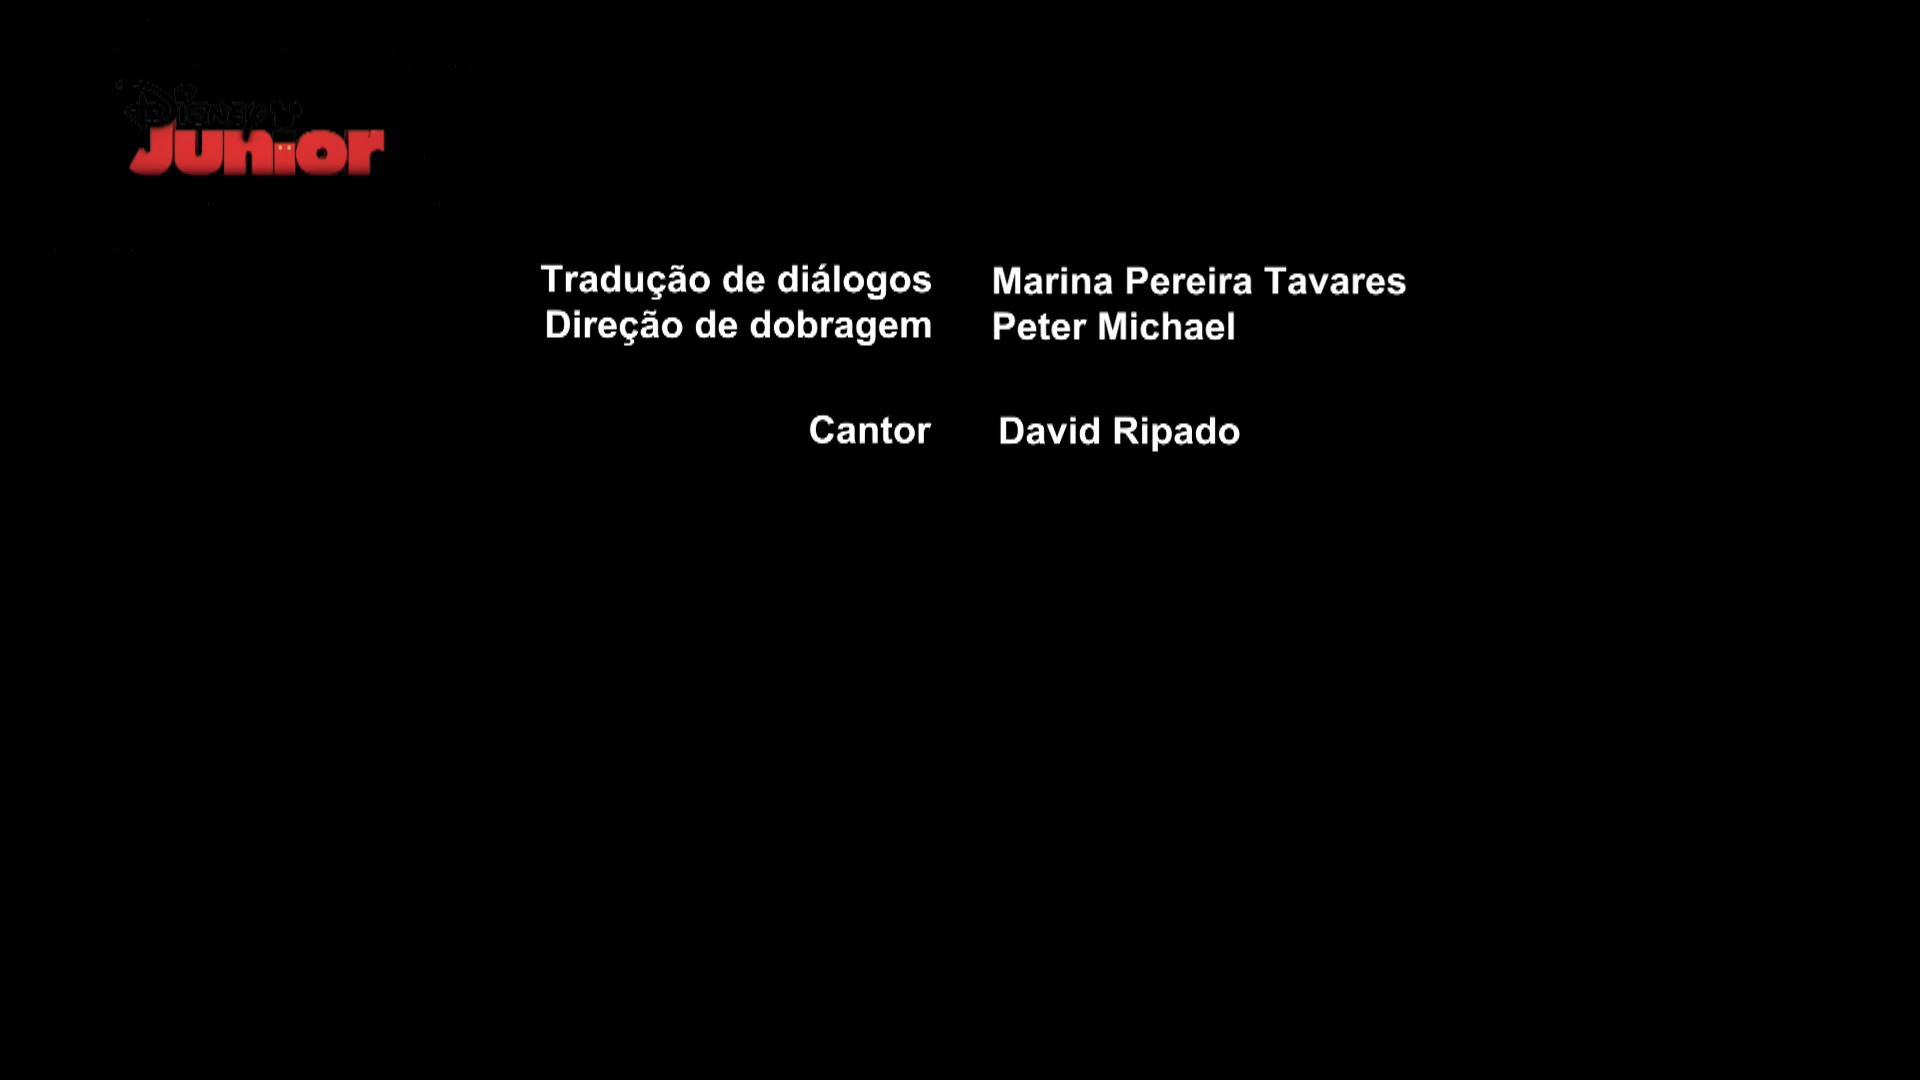 Disney
Junior
Tradução de diálogos Marina Pereira Tavares
Direção de dobragem Peter Michael
Cantor David Ripado